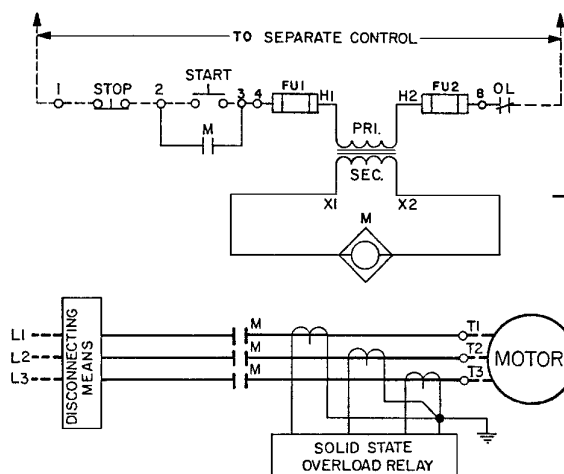 TO SEPARATE CONTROL
1 STOP 2 START 3 4 FU1 H1 H2 FU2 8 OL
M
PRI.
SEC.
X1 X2
M
DISCONNECTING MEANS
L1 M T1
L2 M T2
L3 M T3
MOTOR
SOLID STATE
OVERLOAD RELAY